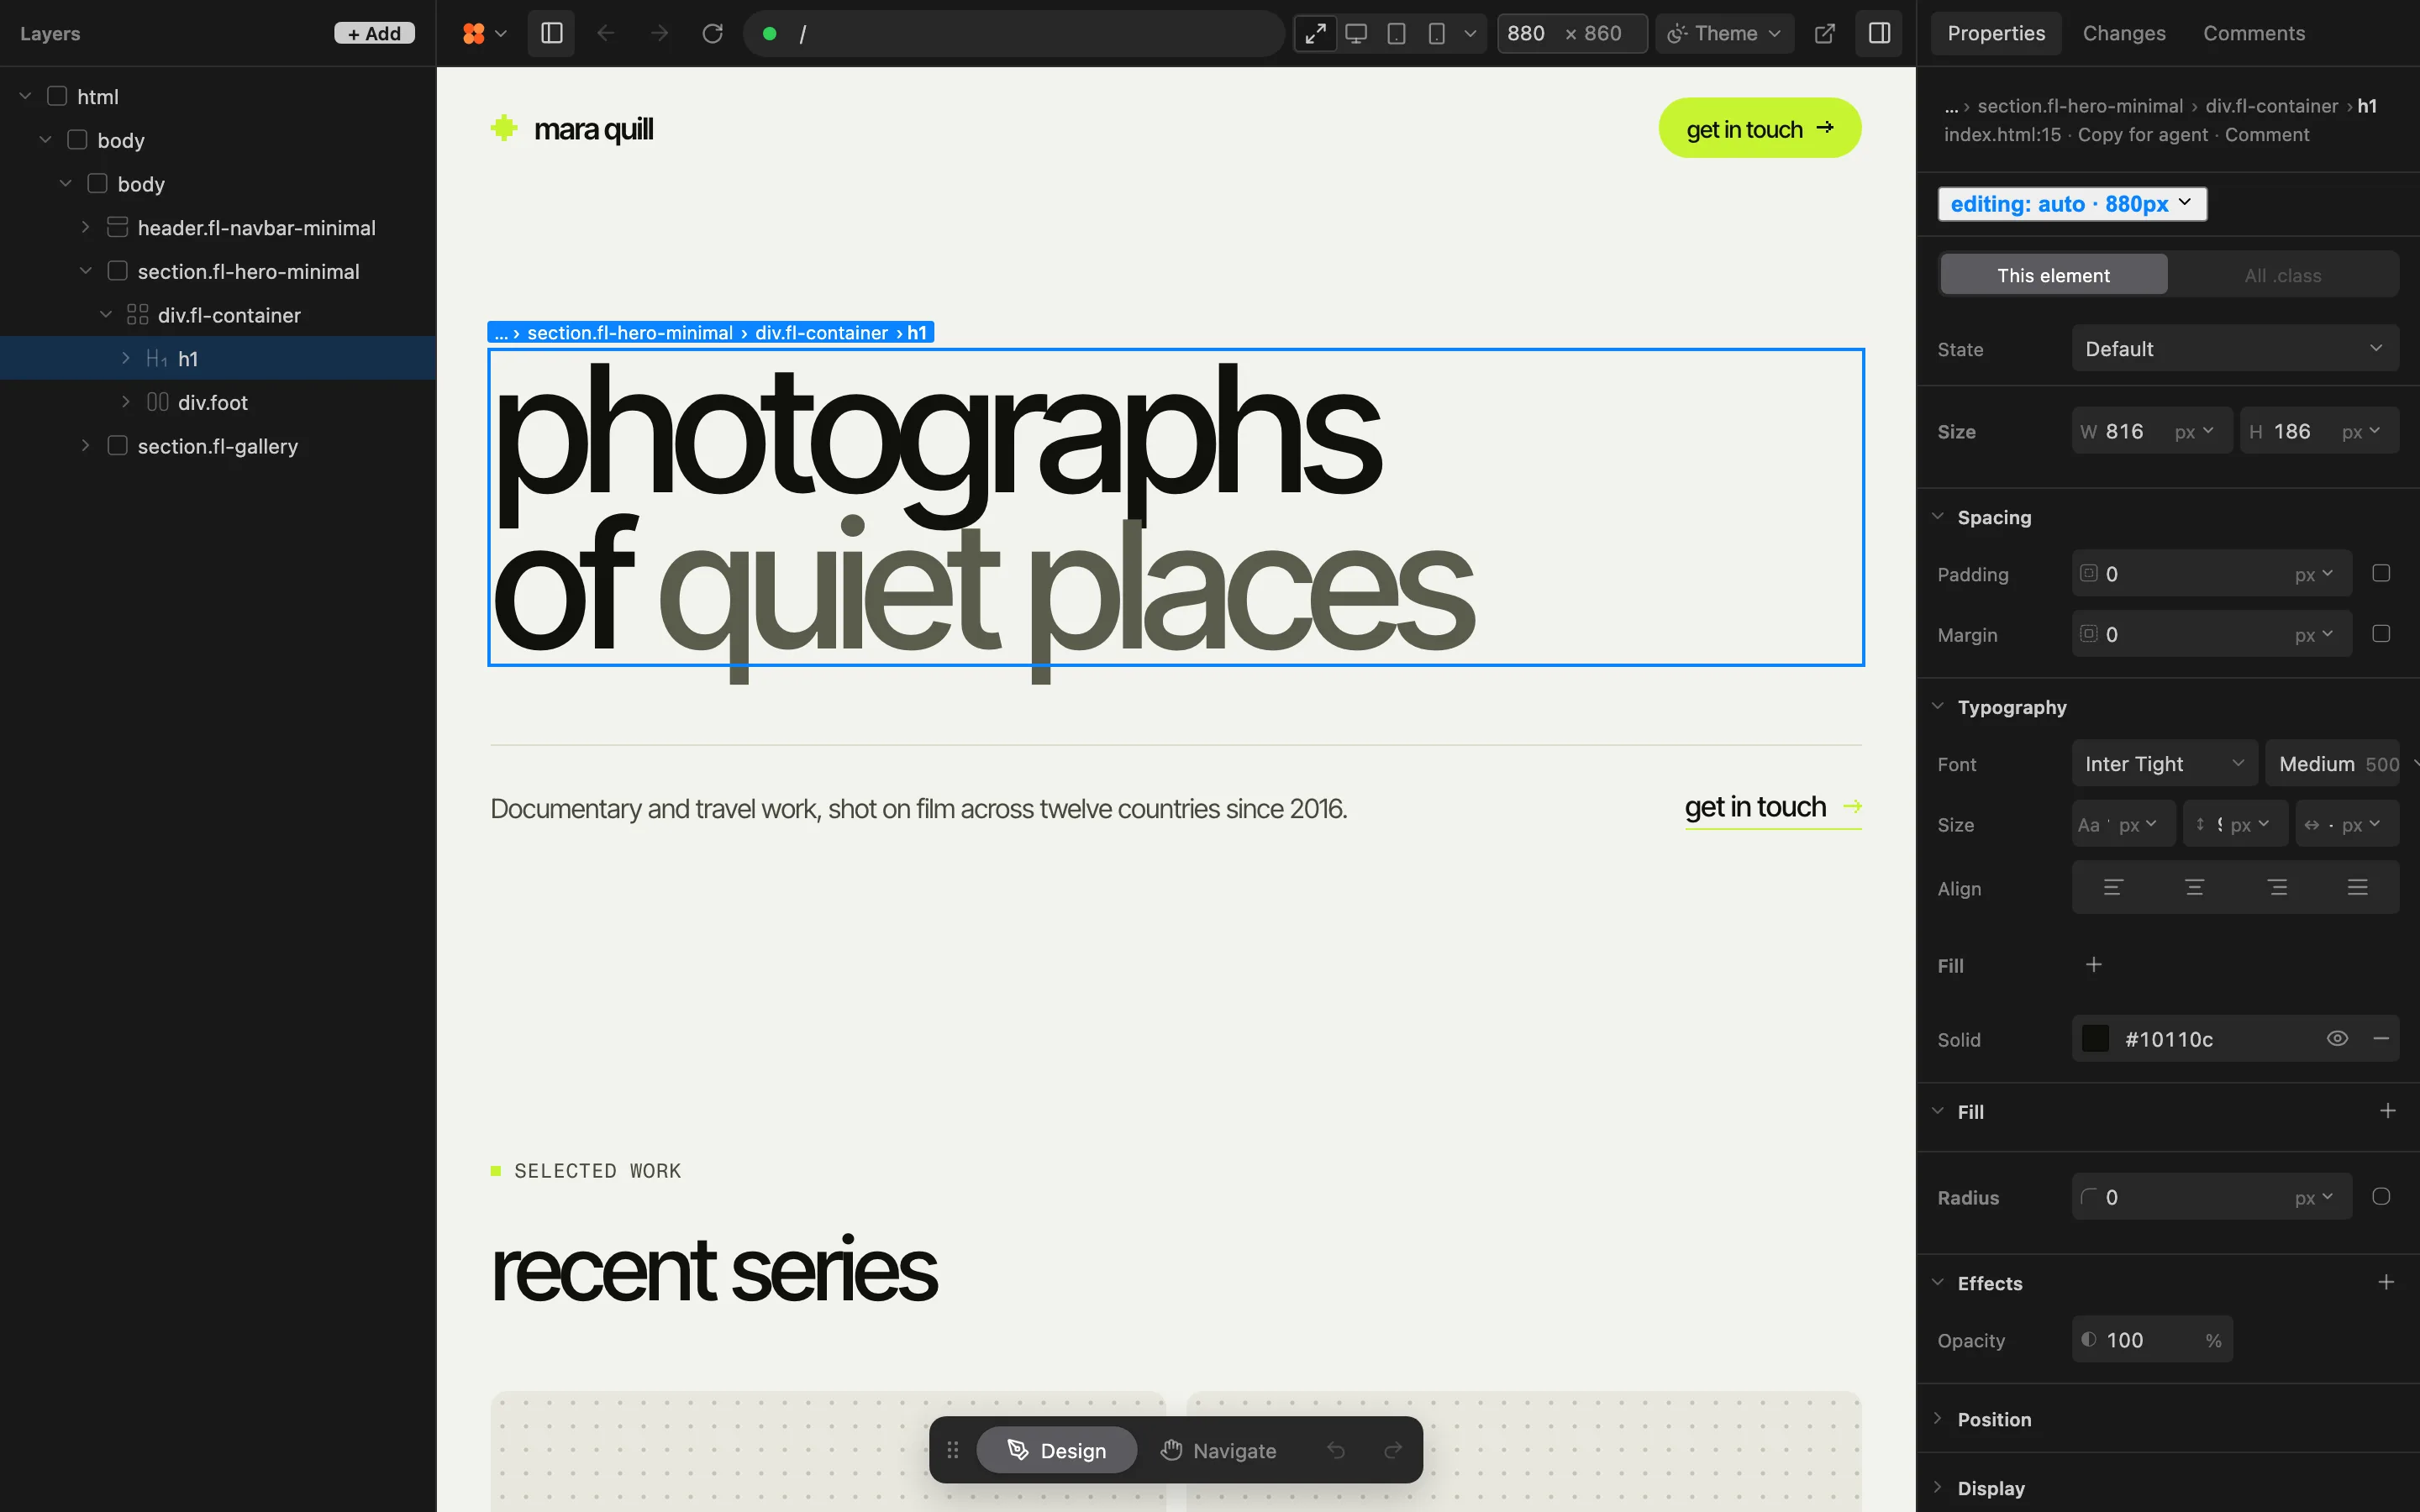 Layers
+ Add
/
880 × 860
Theme
Properties
Changes
Comments
html
body
body
header.fl-navbar-minimal
section.fl-hero-minimal
div.fl-container
h1
div.foot
section.fl-gallery
mara quill
get in touch →
... › section.fl-hero-minimal › div.fl-container › h1
photographs
of quiet places
Documentary and travel work, shot on film across twelve countries since 2016.
get in touch →
SELECTED WORK
recent series
Design
Navigate
... › section.fl-hero-minimal › div.fl-container › h1
index.html:15 · Copy for agent · Comment
editing: auto · 880px
This element
All .class
State
Default
Size
W 816 px
H 186 px
Spacing
Padding
0 px
Margin
0 px
Typography
Font
Inter Tight
Medium 500
Size
Aa px
px
px
Align
Fill
+
Solid
#10110c
Fill
+
Radius
0 px
Effects
+
Opacity
100 %
Position
Display